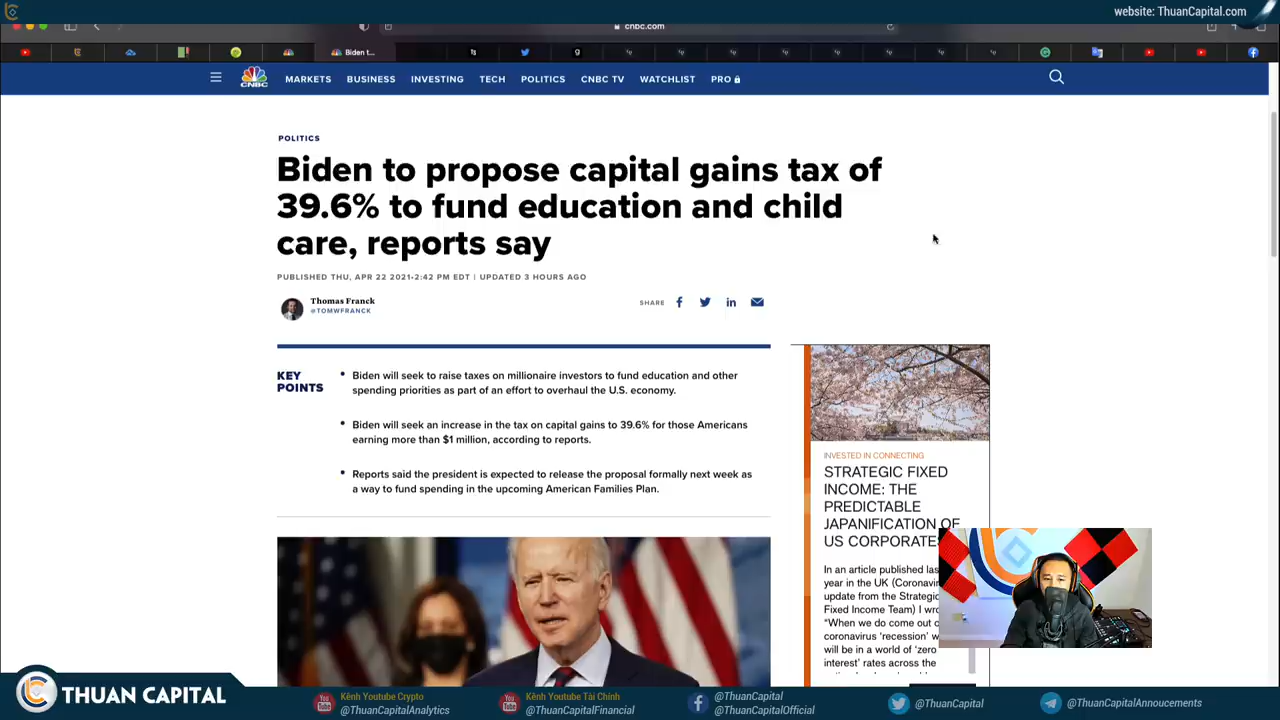 website: ThuanCapital.com
cnbc.com
Biden t...
CNBC
MARKETS BUSINESS INVESTING TECH POLITICS CNBC TV WATCHLIST PRO
POLITICS
Biden to propose capital gains tax of
39.6% to fund education and child
care, reports say
PUBLISHED THU, APR 22 2021•2:42 PM EDT | UPDATED 3 HOURS AGO
Thomas Franck
@TOMWFRANCK
SHARE
KEY
POINTS
Biden will seek to raise taxes on millionaire investors to fund education and other
spending priorities as part of an effort to overhaul the U.S. economy.
Biden will seek an increase in the tax on capital gains to 39.6% for those Americans
earning more than $1 million, according to reports.
Reports said the president is expected to release the proposal formally next week as
a way to fund spending in the upcoming American Families Plan.
INVESTED IN CONNECTING
STRATEGIC FIXED
INCOME: THE
PREDICTABLE
JAPANIFICATION OF
US CORPORATE
In an article published
year in the UK
update from the Strategic
Fixed Income Team) I
“When we do come out
coronavirus ‘recession’
will be in a world of ‘zero
interest’ rates across the
THUAN CAPITAL
Kênh Youtube Crypto
@ThuanCapitalAnalytics
Kênh Youtube Tài Chính
@ThuanCapitalFinancial
@ThuanCapital
@ThuanCapitalOfficial
@ThuanCapital
@ThuanCapitalAnnoucements